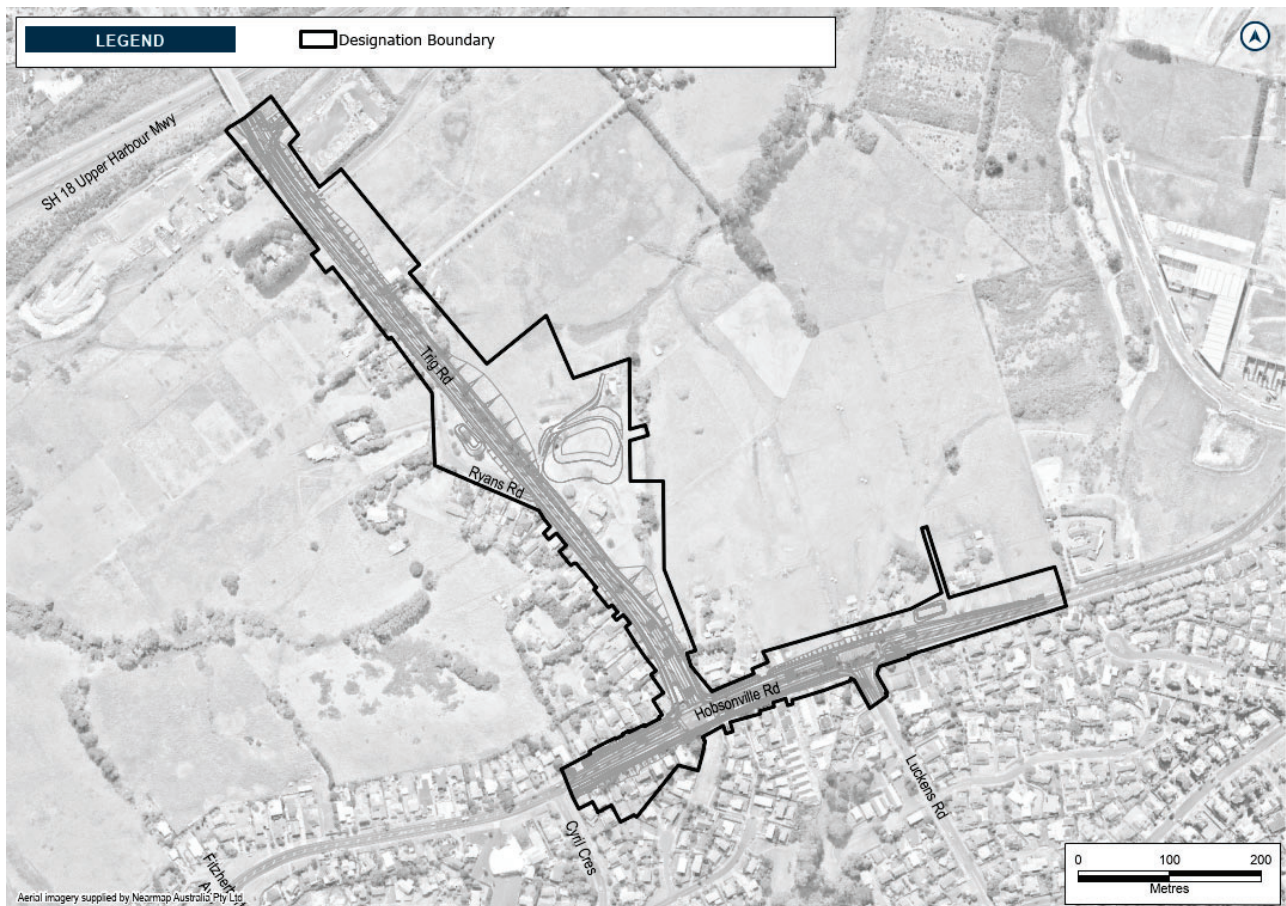 LEGEND
Designation Boundary
SH 18 Upper Harbour Mwy
Trig Rd
Ryans Rd
Hobsonville Rd
Luckens Rd
Cyril Cres
Fitzherbert
A
0 100 200
Metres
Aerial imagery supplied by Nearmap Australia Pty Ltd